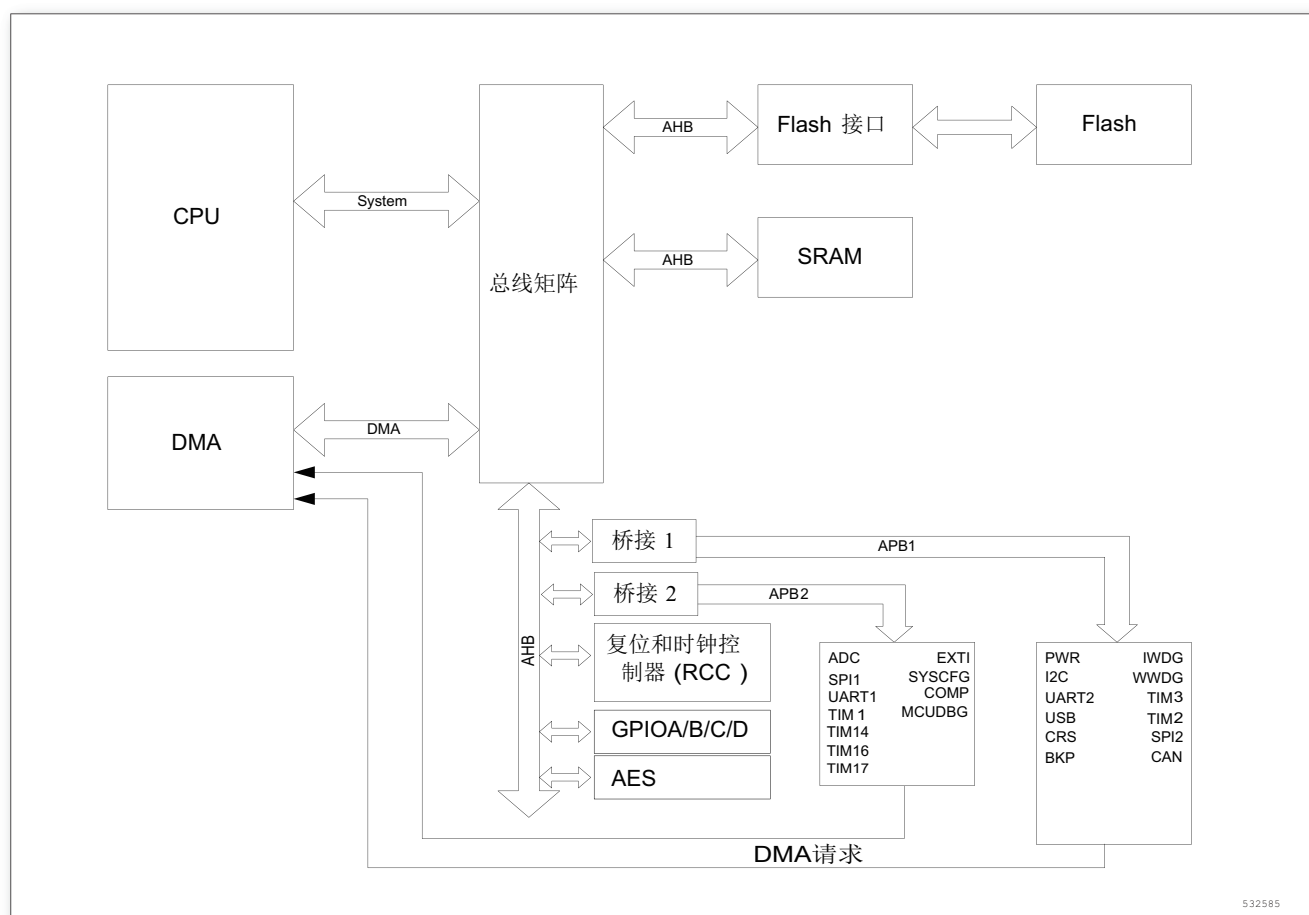 CPU
System
总线矩阵
AHB
Flash 接口
Flash
AHB
SRAM
DMA
DMA
AHB
桥接 1
APB1
桥接 2
APB2
复位和时钟控
制器 (RCC )
GPIOA/B/C/D
AES
ADC EXTI
SPI1 SYSCFG
UART1 COMP
TIM 1 MCUDBG
TIM14
TIM16
TIM17
PWR IWDG
I2C WWDG
UART2 TIM3
USB TIM2
CRS SPI2
BKP CAN
DMA请求
532585